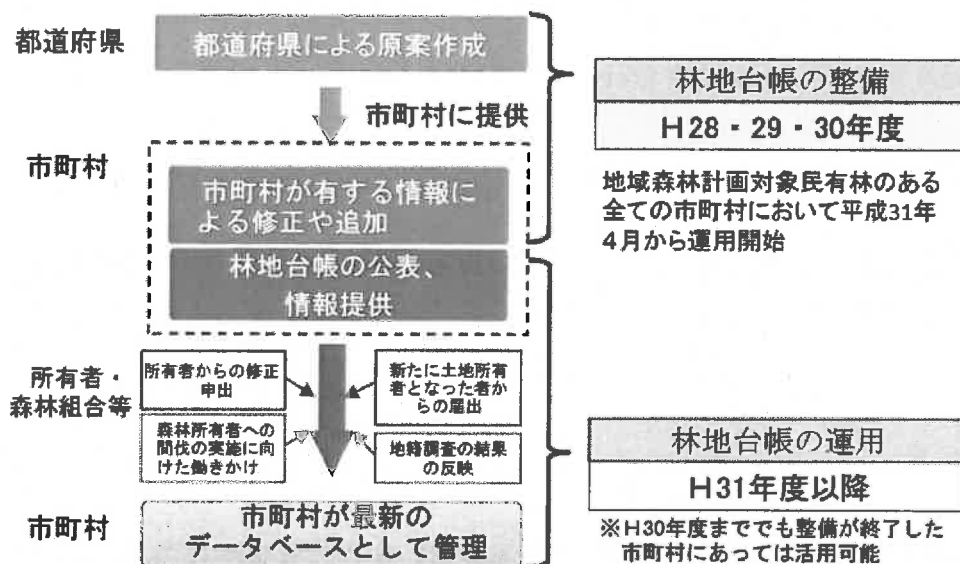 都道府県
都道府県による原案作成
市町村に提供
市町村
市町村が有する情報に
よる修正や追加
林地台帳の公表、
情報提供
林地台帳の整備
H28・29・30年度
地域森林計画対象民有林のある
全ての市町村において平成31年
4月から運用開始
所有者・
森林組合等
所有者からの修正
申出
新たに土地所有
者となった者か
らの届出
森林所有者への
間伐の実施に向
けた働きかけ
地籍調査の結果
の反映
林地台帳の運用
H31年度以降
※H30年度まででも整備が終了した
市町村にあっては活用可能
市町村
市町村が最新の
データベースとして管理